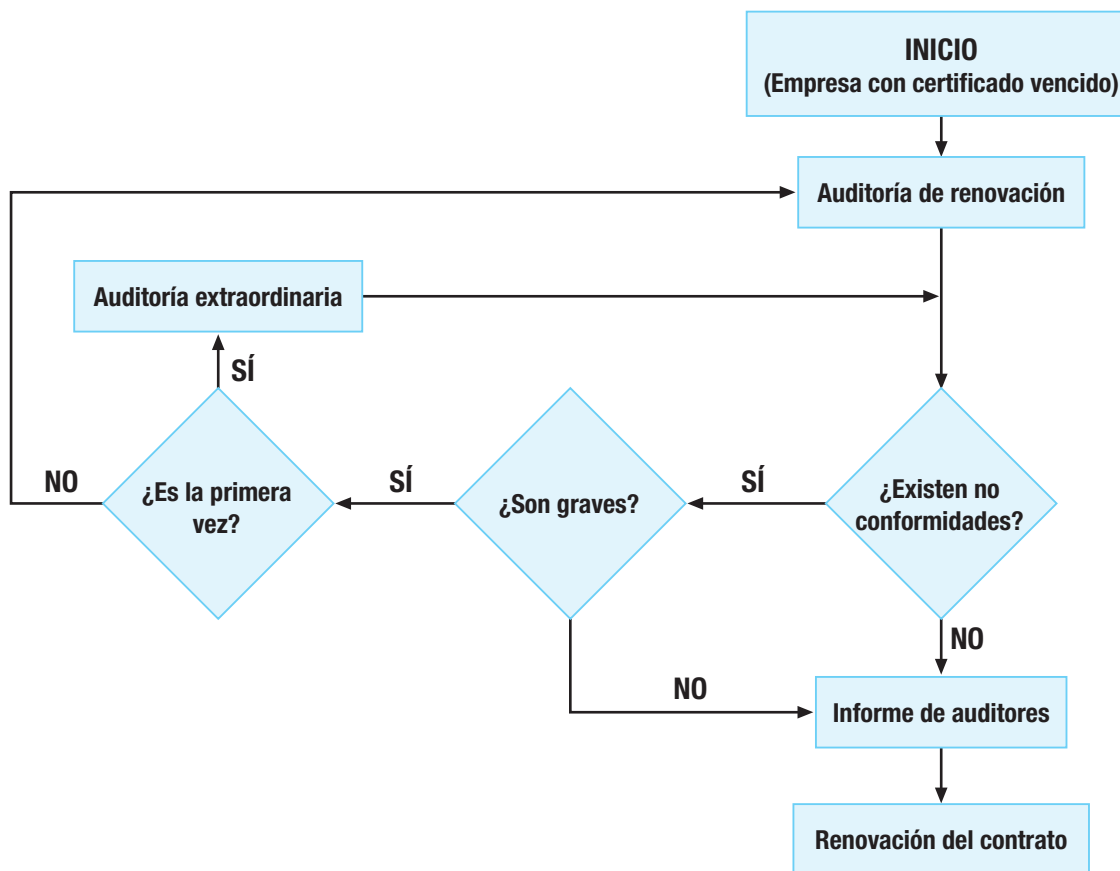 INICIO
(Empresa con certificado vencido)
Auditoría de renovación
Auditoría extraordinaria
SÍ
NO
¿Es la primera
vez?
SÍ
¿Son graves?
SÍ
¿Existen no
conformidades?
NO
NO
Informe de auditores
Renovación del contrato